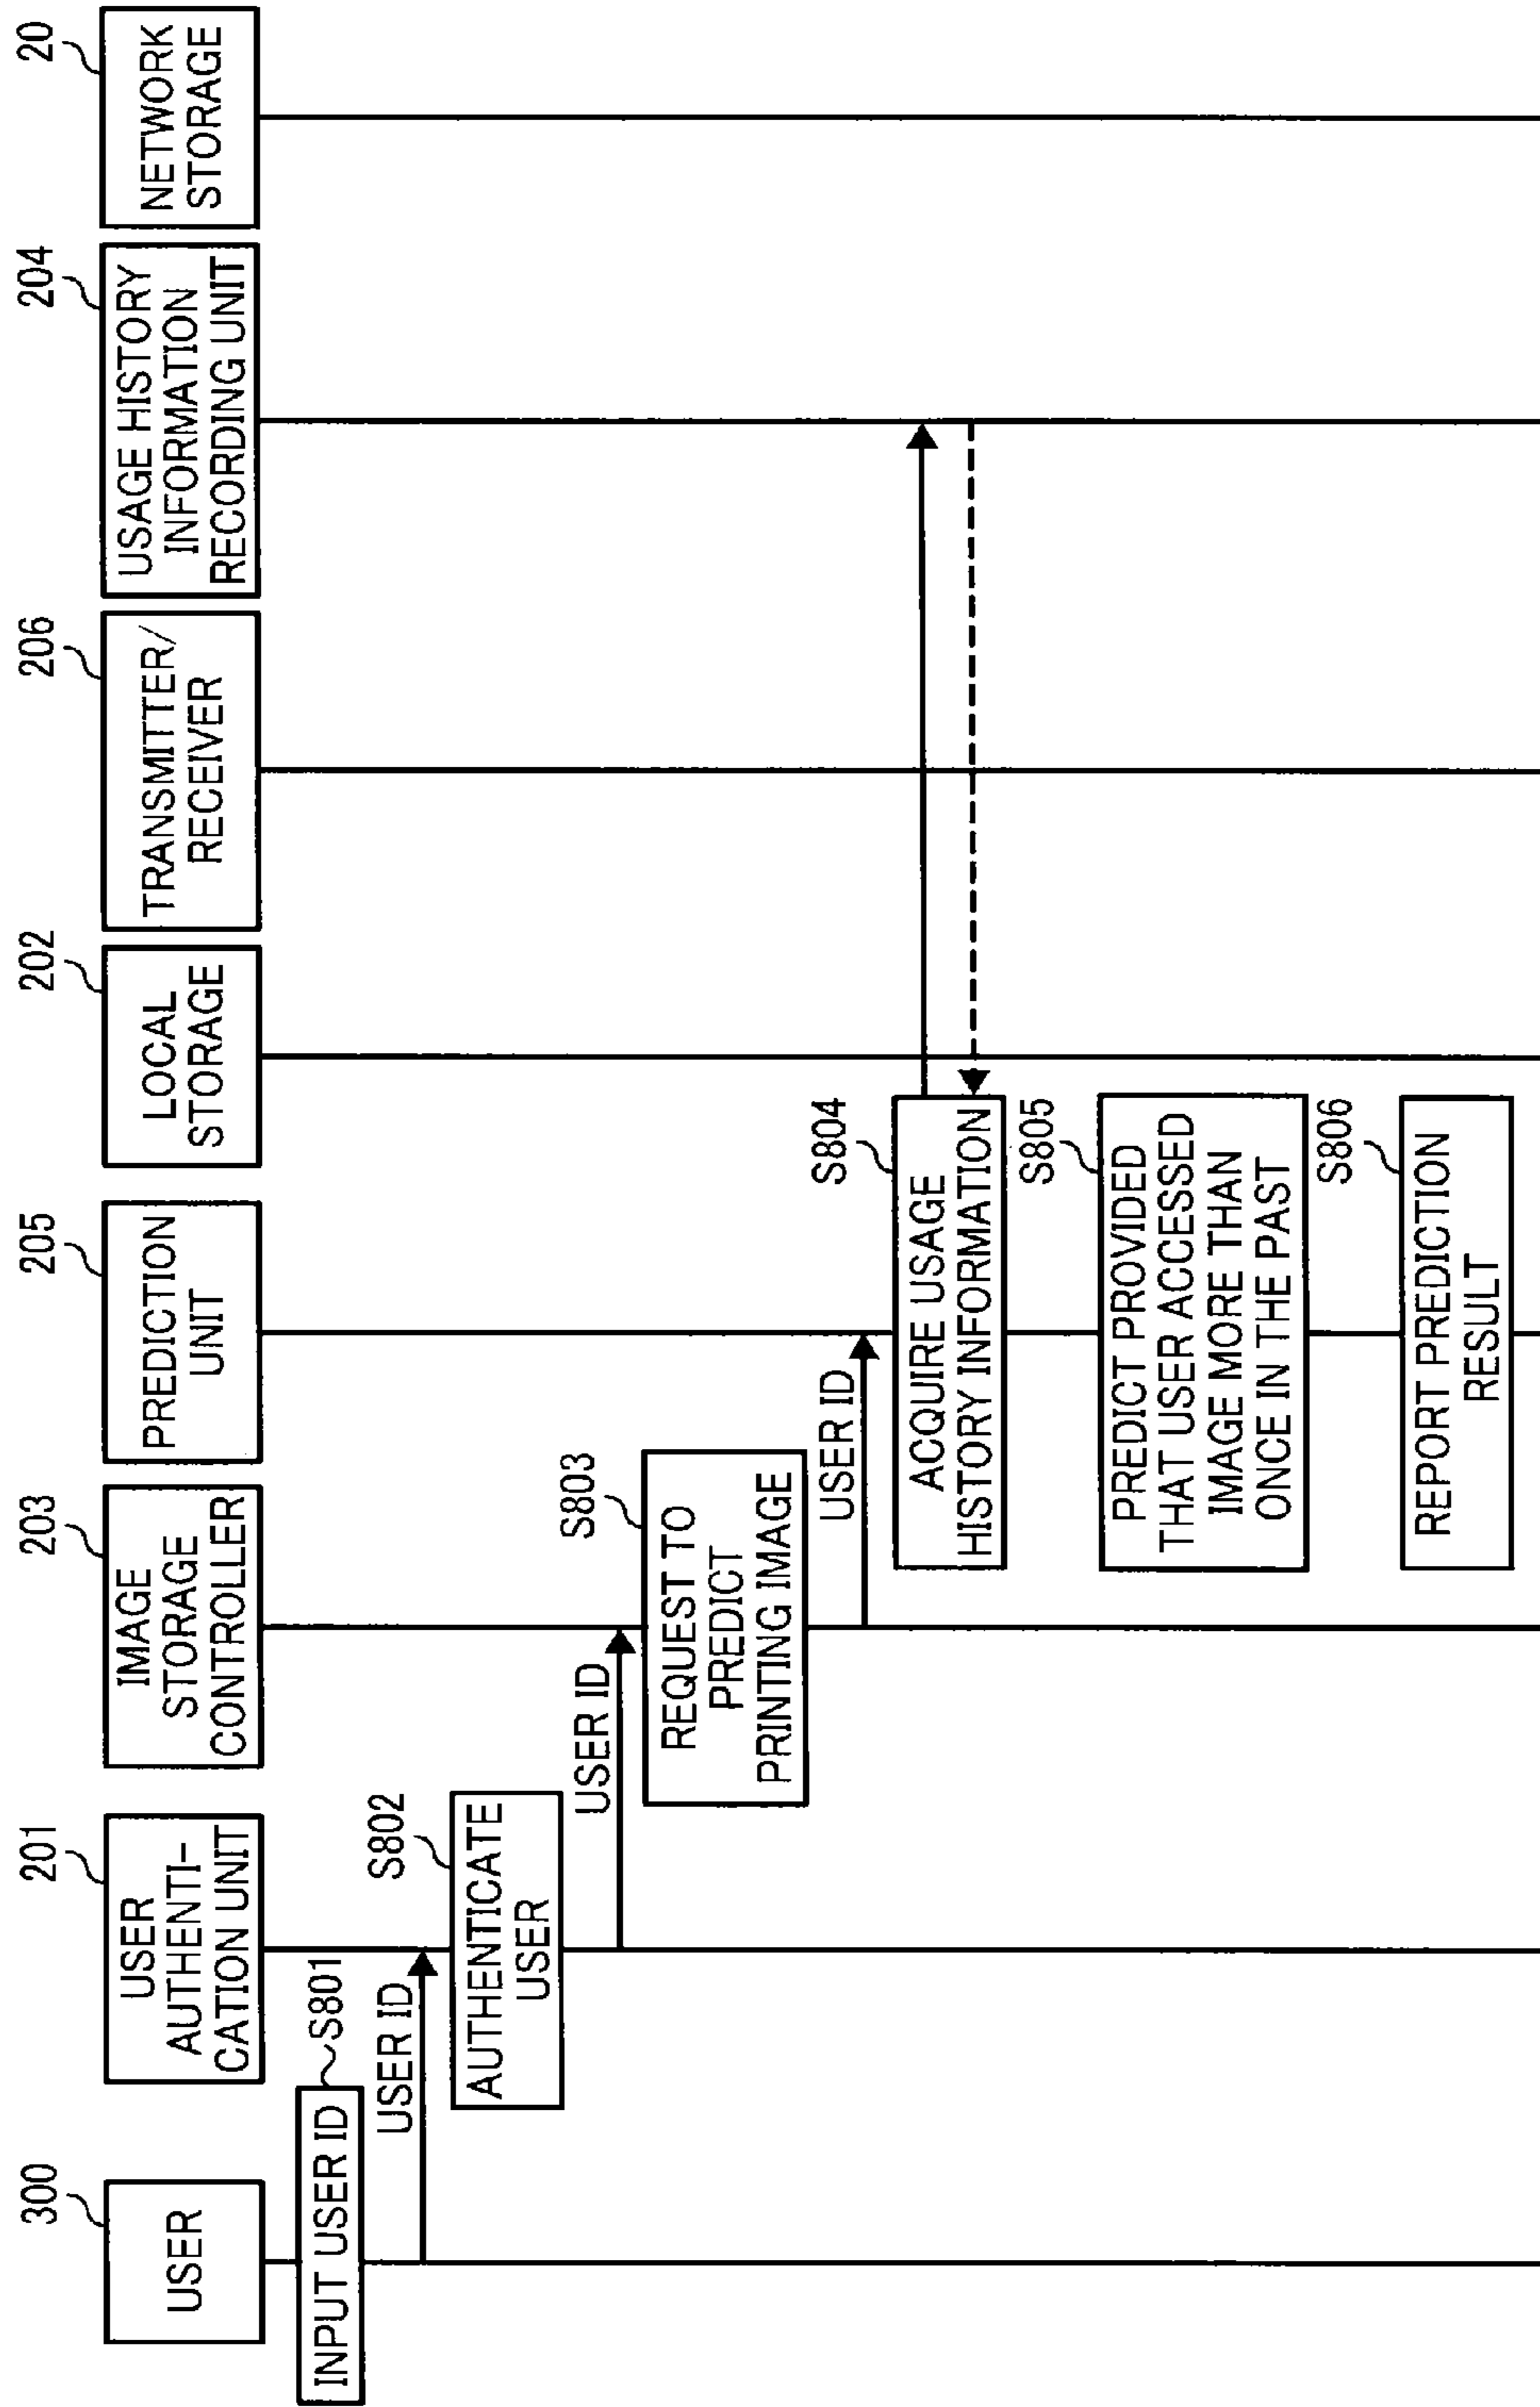 300
USER
201
USER
AUTHENTI-
CATION UNIT
203
IMAGE
STORAGE
CONTROLLER
205
PREDICTION
UNIT
202
LOCAL
STORAGE
206
TRANSMITTER/
RECEIVER
204
USAGE HISTORY
INFORMATION
RECORDING UNIT
20
NETWORK
STORAGE
INPUT USER ID
S801
USER ID
S802
AUTHENTICATE
USER
USER ID
S803
REQUEST TO
PREDICT
PRINTING IMAGE
USER ID
S804
ACQUIRE USAGE
HISTORY INFORMATION
S805
PREDICT PROVIDED
THAT USER ACCESSED
IMAGE MORE THAN
ONCE IN THE PAST
S806
REPORT PREDICTION
RESULT